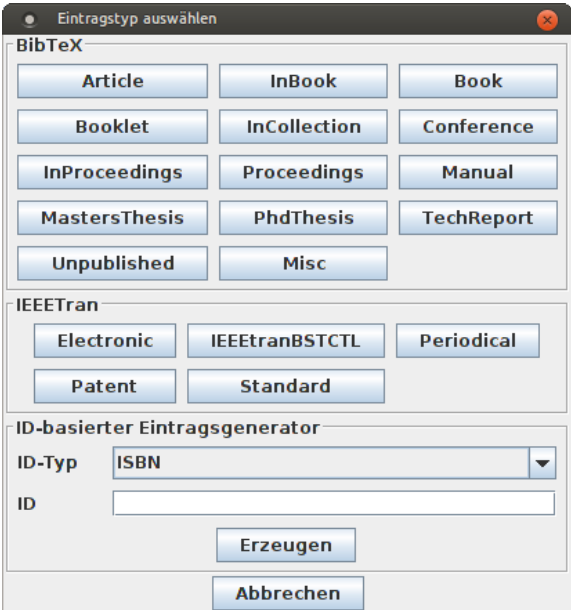 Eintragstyp auswählen
BibTeX
Article InBook Book
Booklet InCollection Conference
InProceedings Proceedings Manual
MastersThesis PhdThesis TechReport
Unpublished Misc
IEEETran
Electronic IEEEtranBSTCTL Periodical
Patent Standard
ID-basierter Eintragsgenerator
ID-Typ ISBN
ID
Erzeugen
Abbrechen